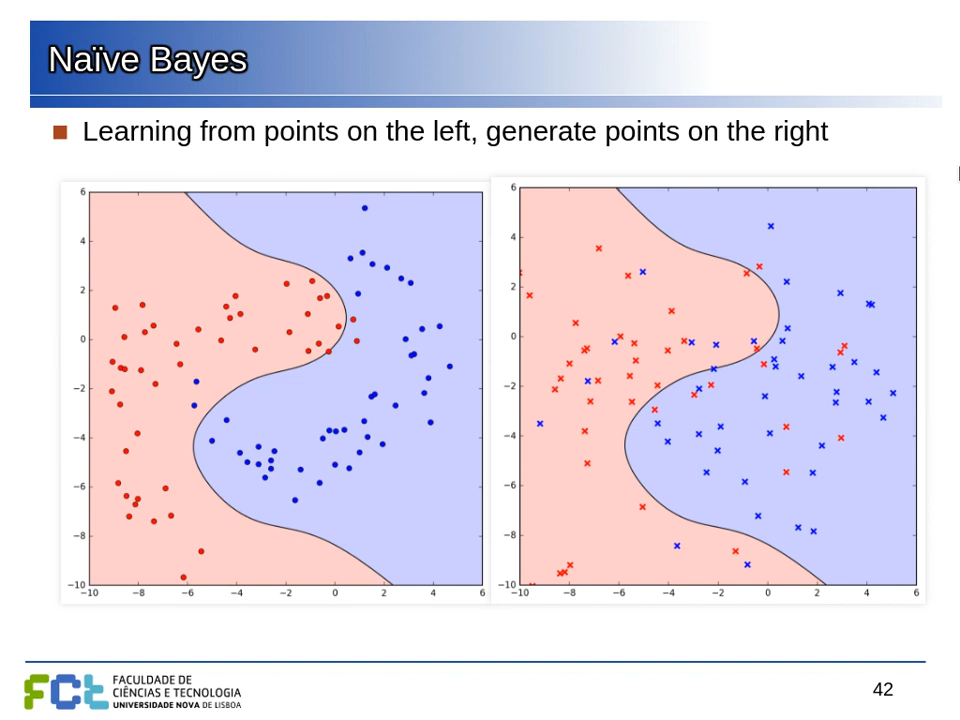 Naïve Bayes
Learning from points on the left, generate points on the right
6
4
2
0
−2
−4
−6
−8
−10
−10 −8 −6 −4 −2 0 2 4 6
6
4
2
0
−2
−4
−6
−8
−10
−10 −8 −6 −4 −2 0 2 4 6
FCt
FACULDADE DE
CIÊNCIAS E TECNOLOGIA
UNIVERSIDADE NOVA DE LISBOA
42